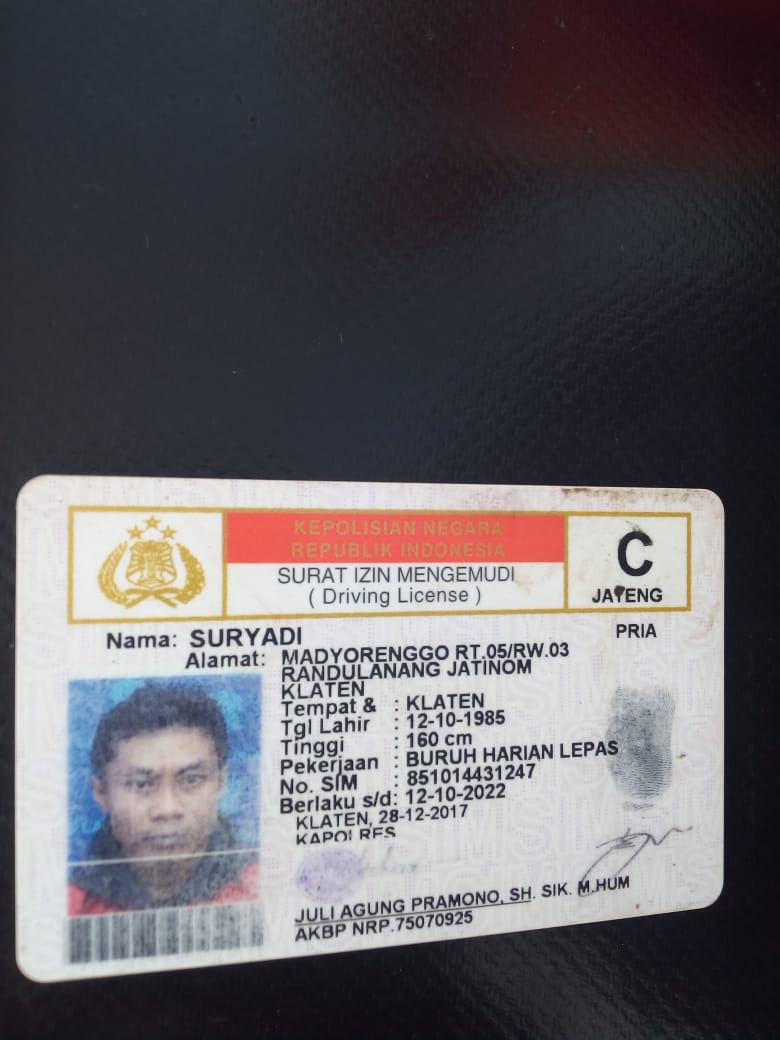 KEPOLISIAN NEGARA
REPUBLIK INDONESIA
SURAT IZIN MENGEMUDI
( Driving License )
C
JATENG
PRIA
Nama: SURYADI
Alamat: MADYORENGGO RT.05/RW.03
RANDULANANG JATINOM
KLATEN
Tempat & : KLATEN
Tgl Lahir : 12-10-1985
Tinggi : 160 cm
Pekerjaan : BURUH HARIAN LEPAS
No. SIM : 851014431247
Berlaku s/d: 12-10-2022
KLATEN, 28-12-2017
KAPOLRES
JULI AGUNG PRAMONO, SH. SIK. M.HUM
AKBP NRP.75070925